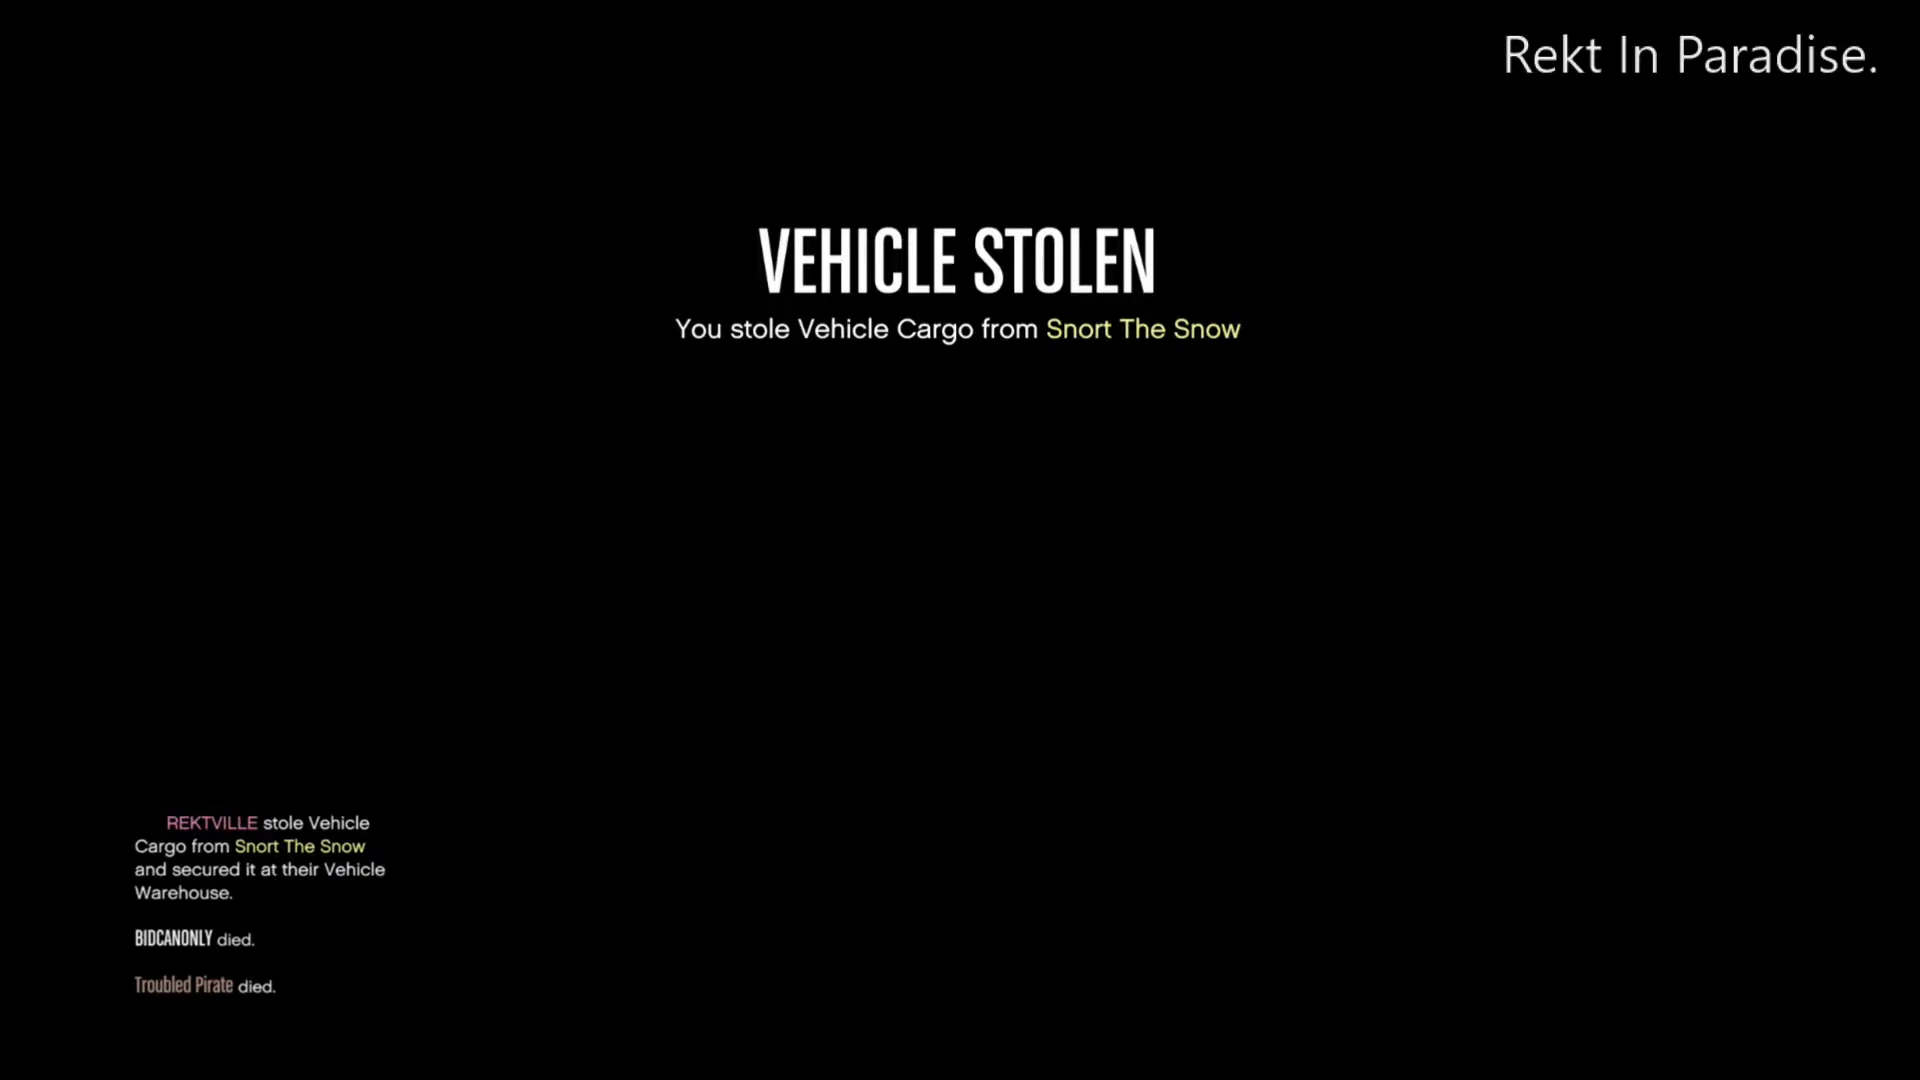 Rekt In Paradise.
VEHICLE STOLEN
You stole Vehicle Cargo from Snort The Snow
REKTVILLE stole Vehicle
Cargo from Snort The Snow
and secured it at their Vehicle
Warehouse.
BIDCANONLY died.
Troubled Pirate died.